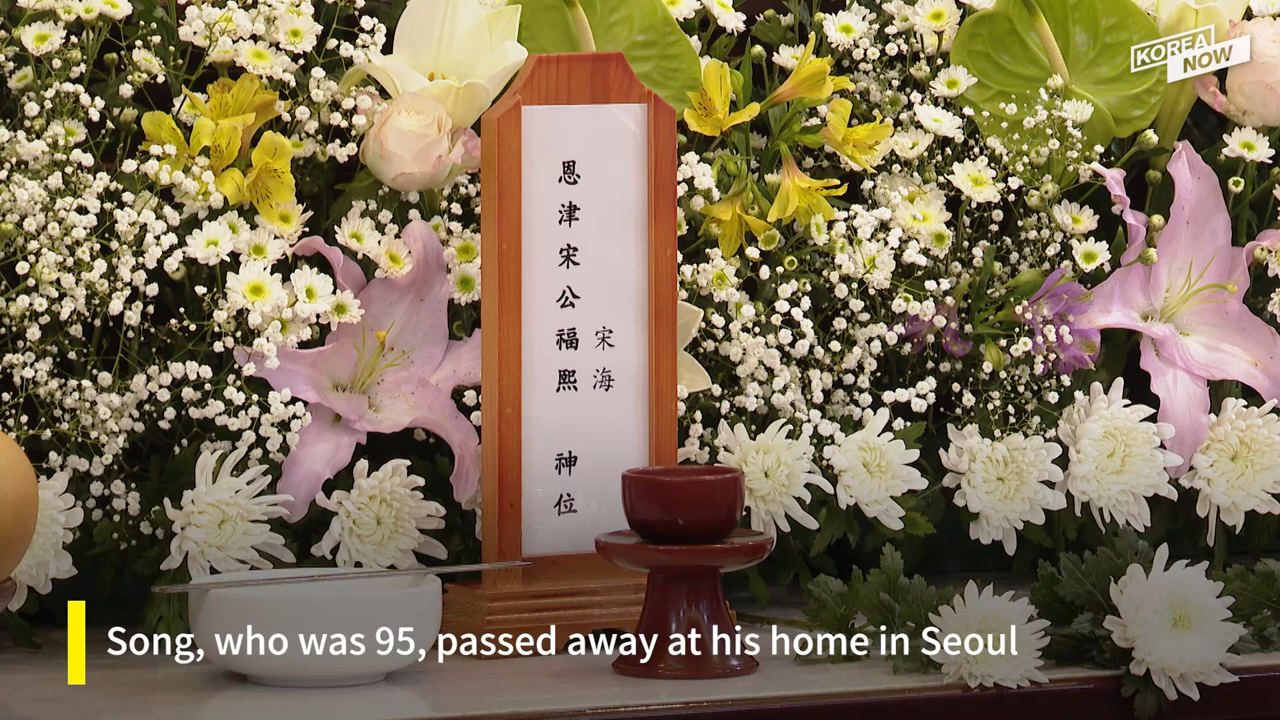 KOREA
NOW
恩津宋公福熙 神位
宋海
Song, who was 95, passed away at his home in Seoul